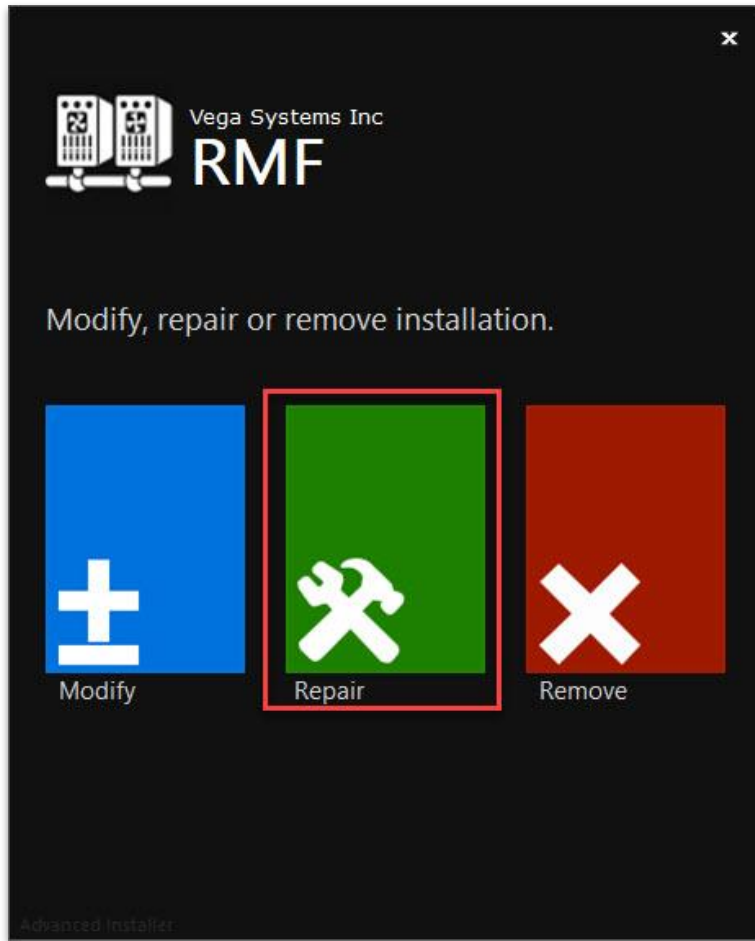 Vega Systems Inc
RMF
Modify, repair or remove installation.
Modify
Repair
Remove
Advanced Installer